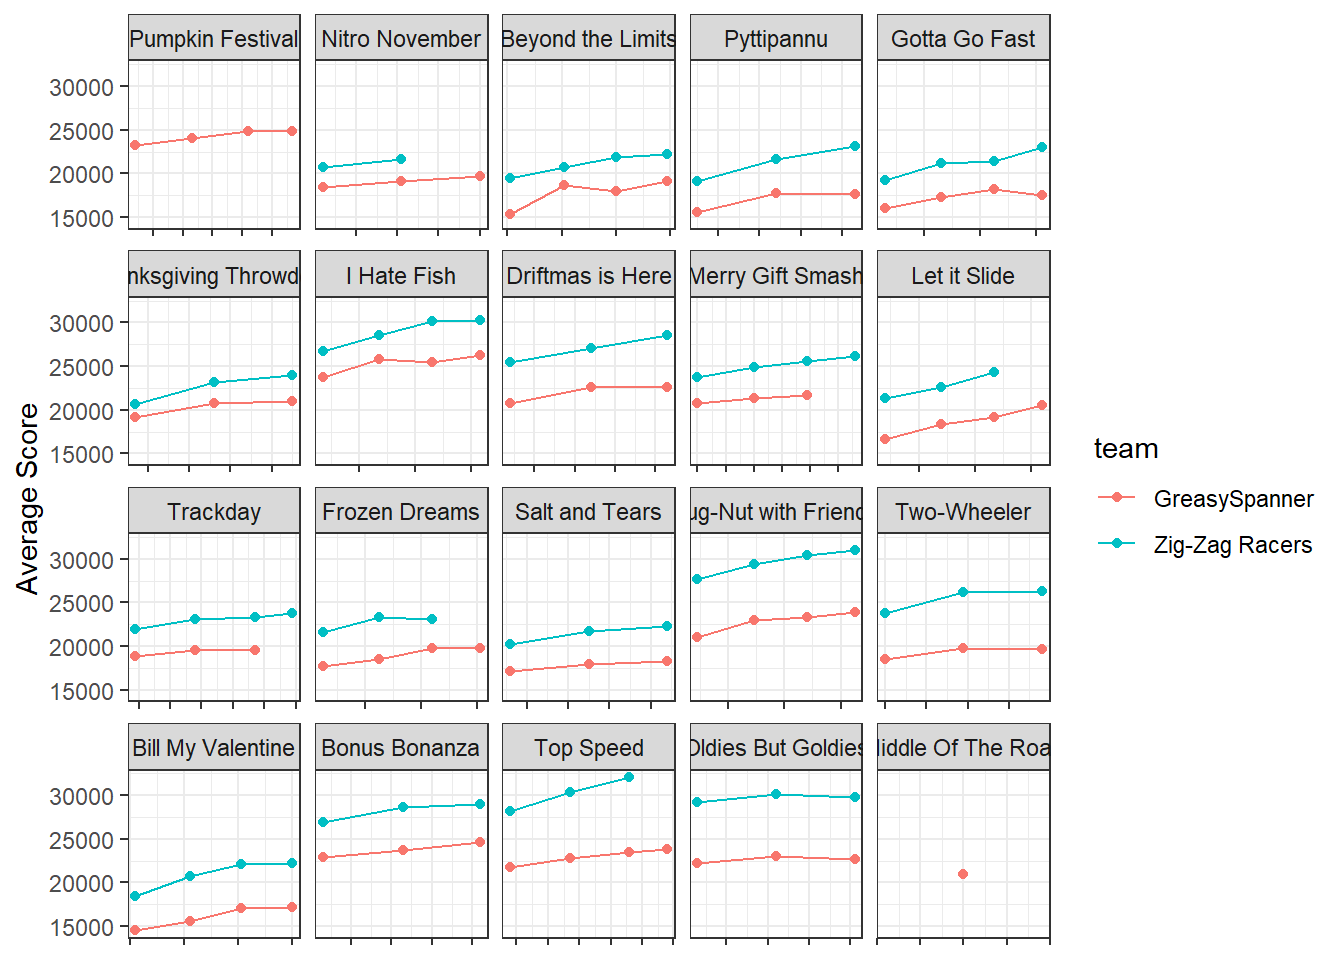 Pumpkin Festival Nitro November Beyond the Limits Pyttipannu Gotta Go Fast
30000
25000
20000
15000
nksgiving Throwd I Hate Fish Driftmas is Here Merry Gift Smash Let it Slide
30000
25000
20000
15000
Average Score
Trackday Frozen Dreams Salt and Tears ug-Nut with Friend Two-Wheeler
30000
25000
20000
15000
Bill My Valentine Bonus Bonanza Top Speed Oldies But Goldies iddle Of The Roa
30000
25000
20000
15000
team
GreasySpanner
Zig-Zag Racers